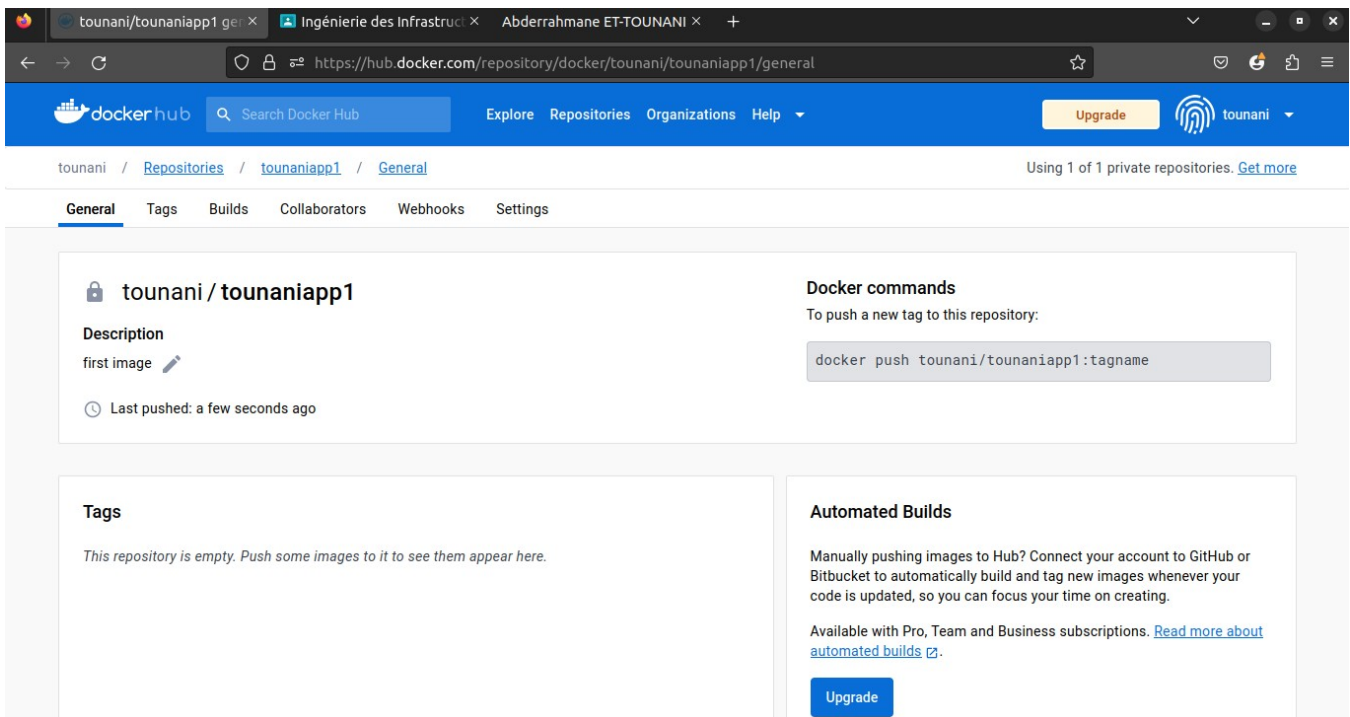 tounani/tounaniapp1 gen
Ingénierie des Infrastruct
Abderrahmane ET-TOUNANI
https://hub.docker.com/repository/docker/tounani/tounaniapp1/general
dockerhub
Search Docker Hub
Explore Repositories Organizations Help
Upgrade
tounani
tounani / Repositories / tounaniapp1 / General
Using 1 of 1 private repositories. Get more
General Tags Builds Collaborators Webhooks Settings
tounani / tounaniapp1
Description
first image
Last pushed: a few seconds ago
Docker commands
To push a new tag to this repository:
docker push tounani/tounaniapp1:tagname
Tags
This repository is empty. Push some images to it to see them appear here.
Automated Builds
Manually pushing images to Hub? Connect your account to GitHub or
Bitbucket to automatically build and tag new images whenever your
code is updated, so you can focus your time on creating.
Available with Pro, Team and Business subscriptions. Read more about
automated builds .
Upgrade